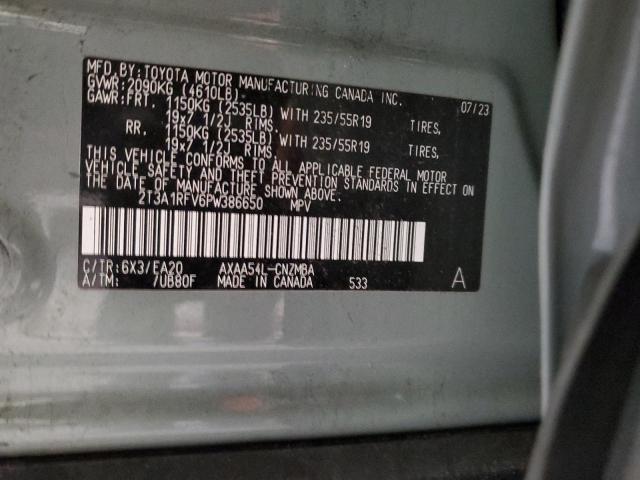 MFD.BY:TOYOTA MOTOR MANUFACTURING CANADA INC.
GVWR:2090KG (4610LB) 07/23
GAWR:FRT. 1150KG (2535LB) WITH 235/55R19 TIRES,
19x7 1/2J RIMS.
RR. 1150KG (2535LB) WITH 235/55R19 TIRES,
19x7 1/2J RIMS.
THIS VEHICLE CONFORMS TO ALL APPLICABLE FEDERAL MOTOR
VEHICLE SAFETY AND THEFT PREVENTION STANDARDS IN EFFECT ON
THE DATE OF MANUFACTURE SHOWN ABOVE.
2T3A1RFV6PW386650 MPV
C/TR:6X3/EA20 AXAA54L-CNZMBA
A/TM: /UB80F MADE IN CANADA 533 A